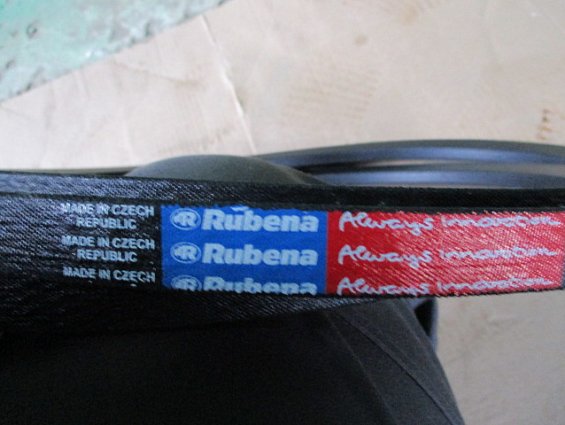 MADE IN CZECH
REPUBLIC
Rubena
Always innovation
MADE IN CZECH
REPUBLIC
Rubena
Always innovation
MADE IN CZECH
Rubena
Always innovation